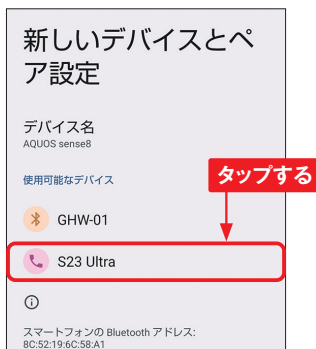 新しいデバイスとペ
ア設定
デバイス名
AQUOS sense8
使用可能なデバイス
タップする
GHW-01
S23 Ultra
スマートフォンの Bluetooth アドレス:
8C:52:19:6C:58:A1